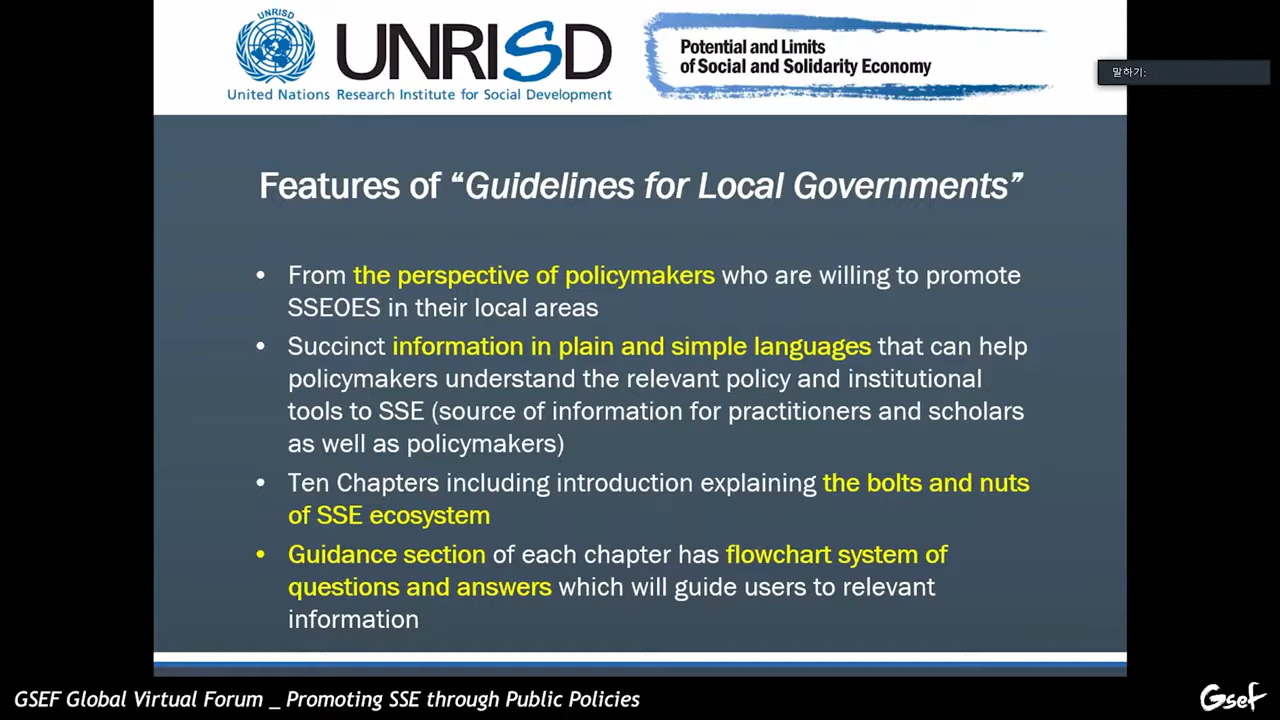 UNRISD
UNRISD
United Nations Research Institute for Social Development
Potential and Limits
of Social and Solidarity Economy
말하기:
Features of “Guidelines for Local Governments”
• From the perspective of policymakers who are willing to promote
SSEOES in their local areas
• Succinct information in plain and simple languages that can help
policymakers understand the relevant policy and institutional
tools to SSE (source of information for practitioners and scholars
as well as policymakers)
• Ten Chapters including introduction explaining the bolts and nuts
of SSE ecosystem
• Guidance section of each chapter has flowchart system of
questions and answers which will guide users to relevant
information
GSEF Global Virtual Forum _ Promoting SSE through Public Policies
Gsef